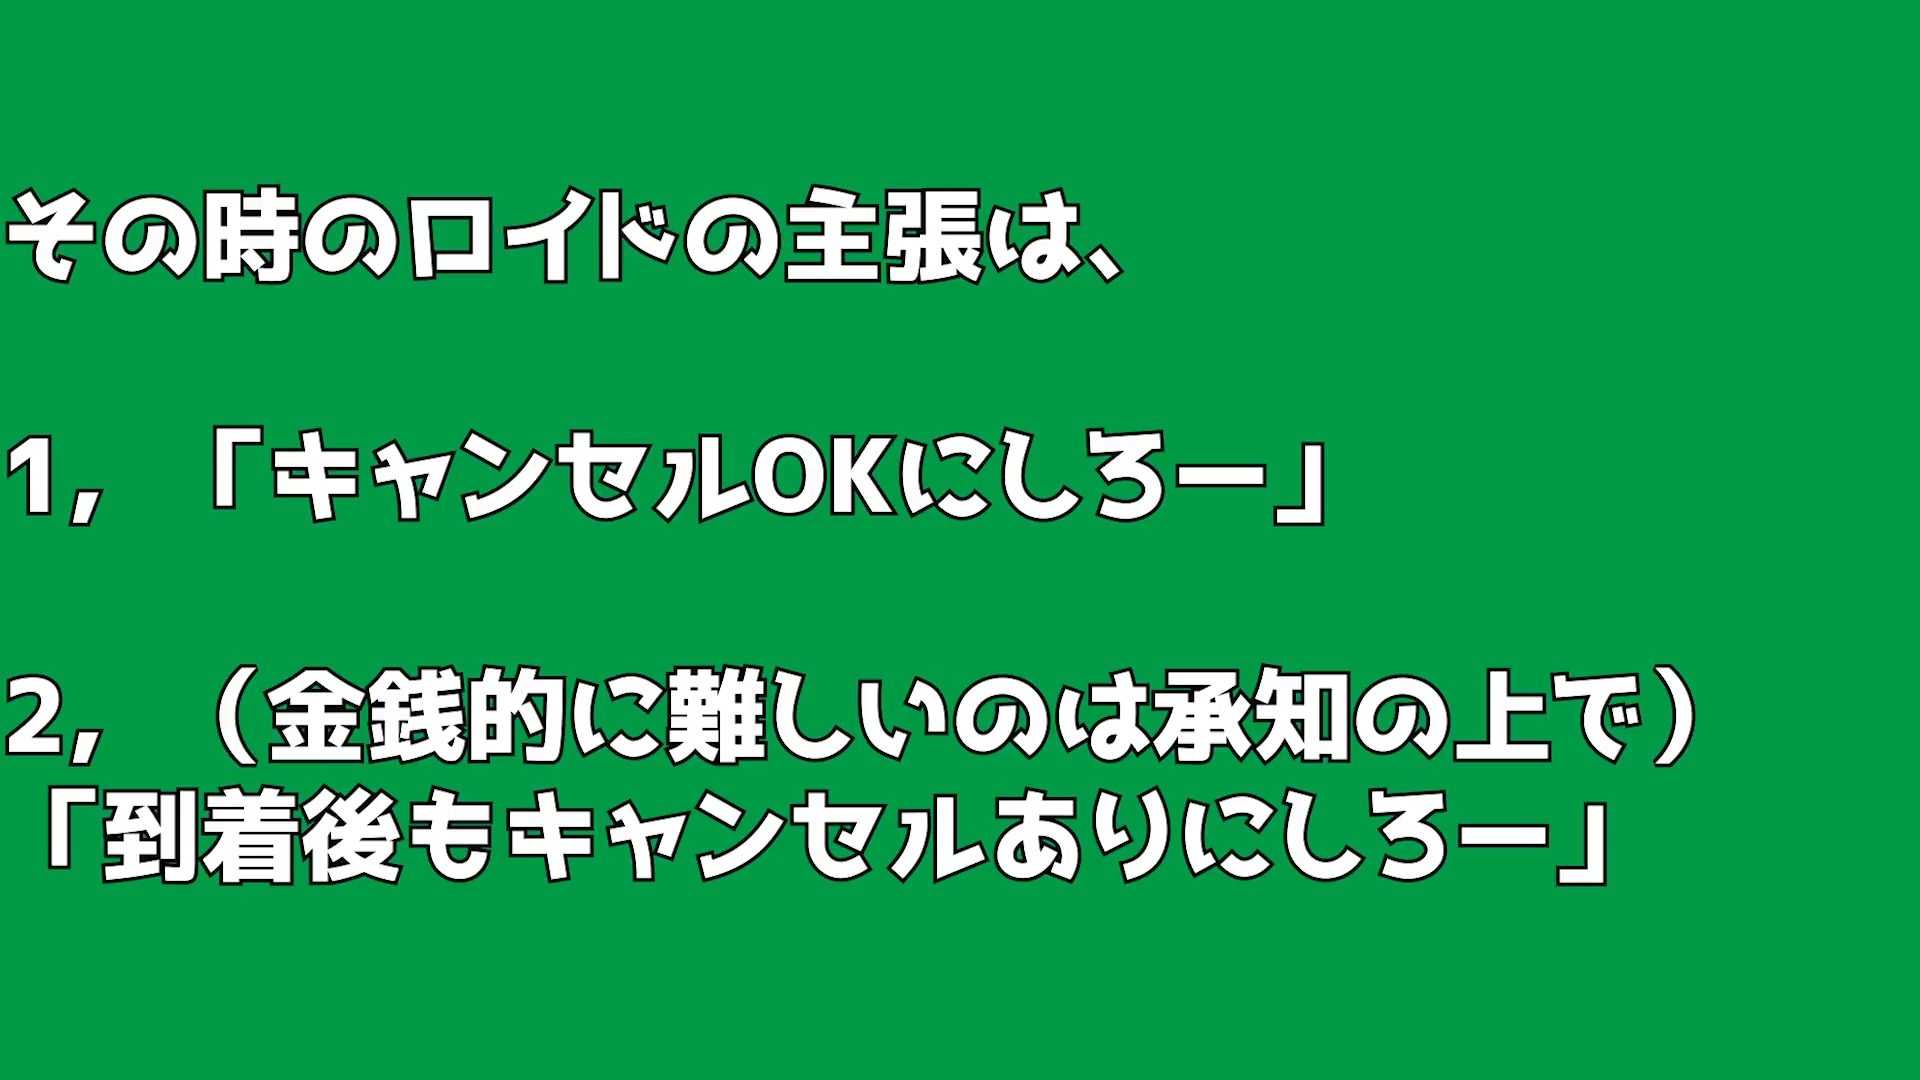 その時のロイドの主張は、
1,　「キャンセルOKにしろー」
2,　（金銭的に難しいのは承知の上で）
「到着後もキャンセルありにしろー」